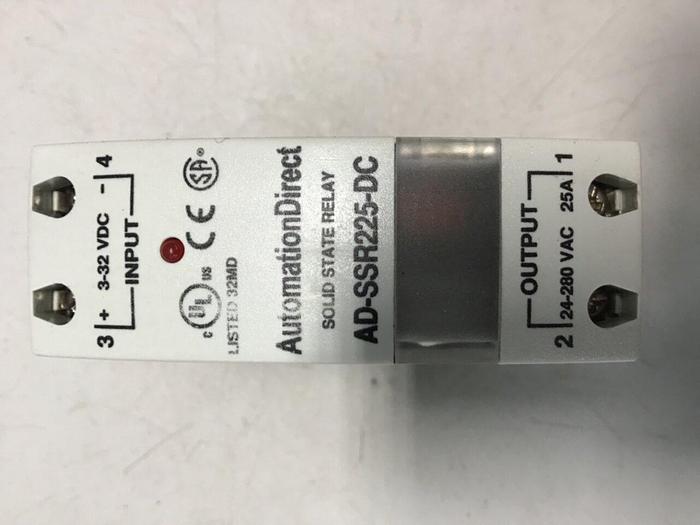 3 + 3-32 VDC - 4
INPUT
c UL US
LISTED 32MD
CE
SA ®
AutomationDirect
SOLID STATE RELAY
AD-SSR225-DC
OUTPUT
2 24-280 VAC 25A 1